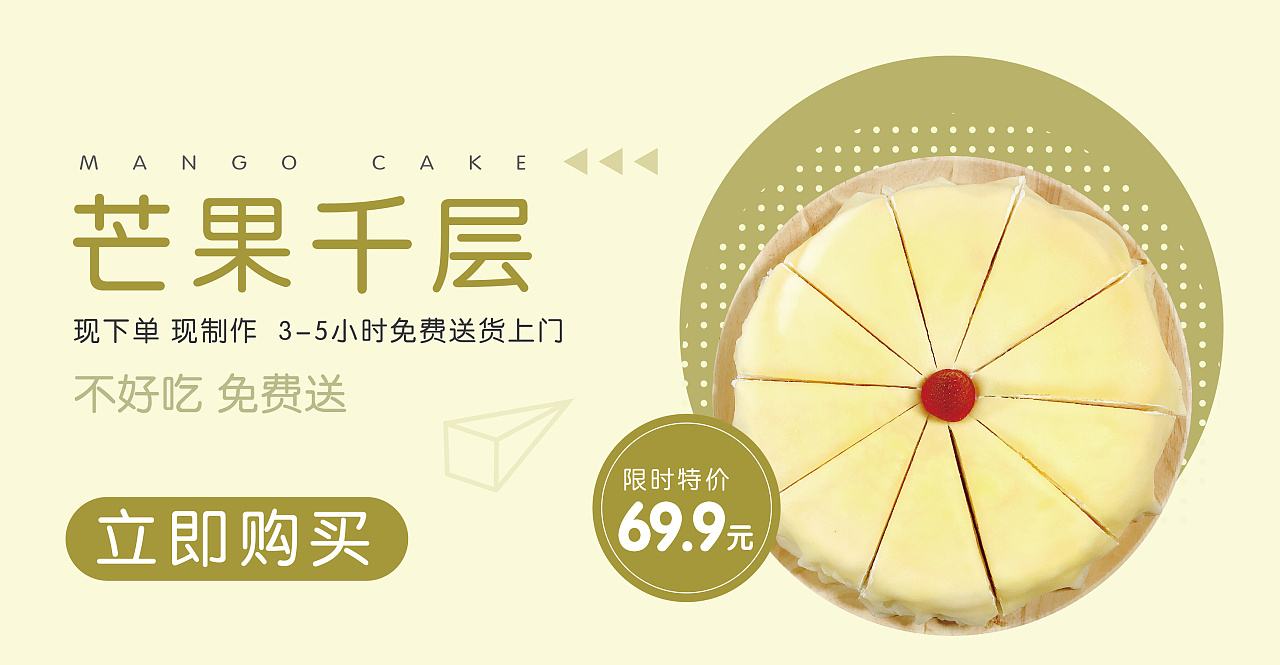 MANGO CAKE
芒果千层
现下单 现制作 3-5小时免费送货上门
不好吃 免费送
立即购买
限时特价
69.9元